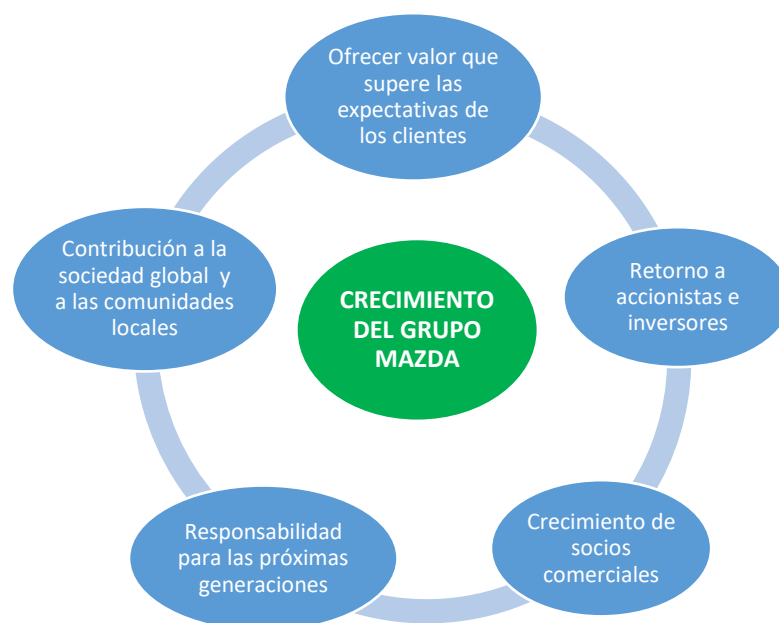 Ofrecer valor que
supere las
expectativas de
los clientes
Retorno a
accionistas e
inversores
Crecimiento de
socios
comerciales
Responsabilidad
para las próximas
generaciones
Contribución a la
sociedad global y
a las comunidades
locales
CRECIMIENTO
DEL GRUPO
MAZDA